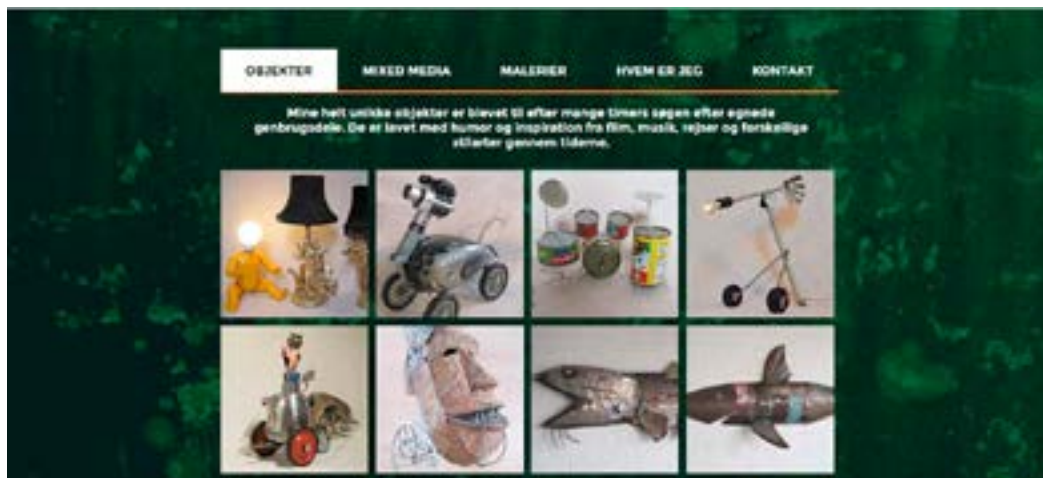 OBJEKTER
MIXED MEDIA
MALERIER
HVEM ER JEG
KONTAKT
Mine helt unikke objekter er blevet til efter mange timers søgen efter egnede
genbrugsdele. De er lavet med humor og inspiration fra film, musik, rejser og forskellige
stilarter gennem tiderne.